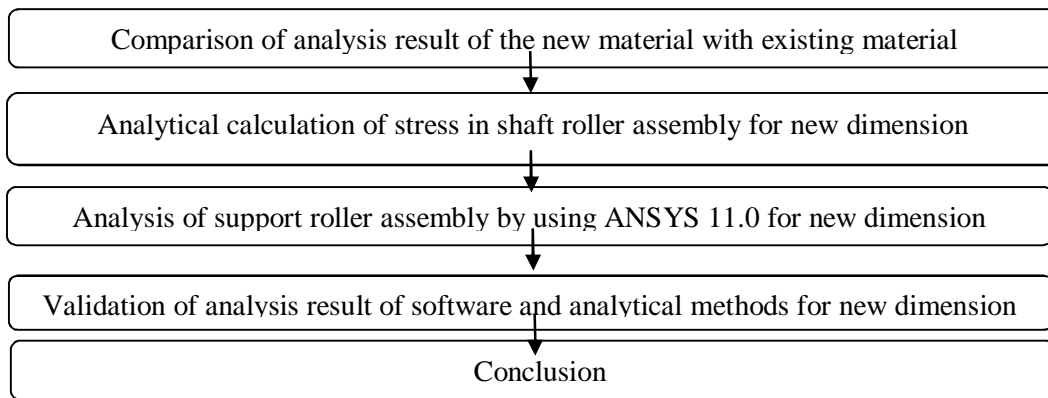 Comparison of analysis result of the new material with existing material
Analytical calculation of stress in shaft roller assembly for new dimension
Analysis of support roller assembly by using ANSYS 11.0 for new dimension
Validation of analysis result of software and analytical methods for new dimension
Conclusion